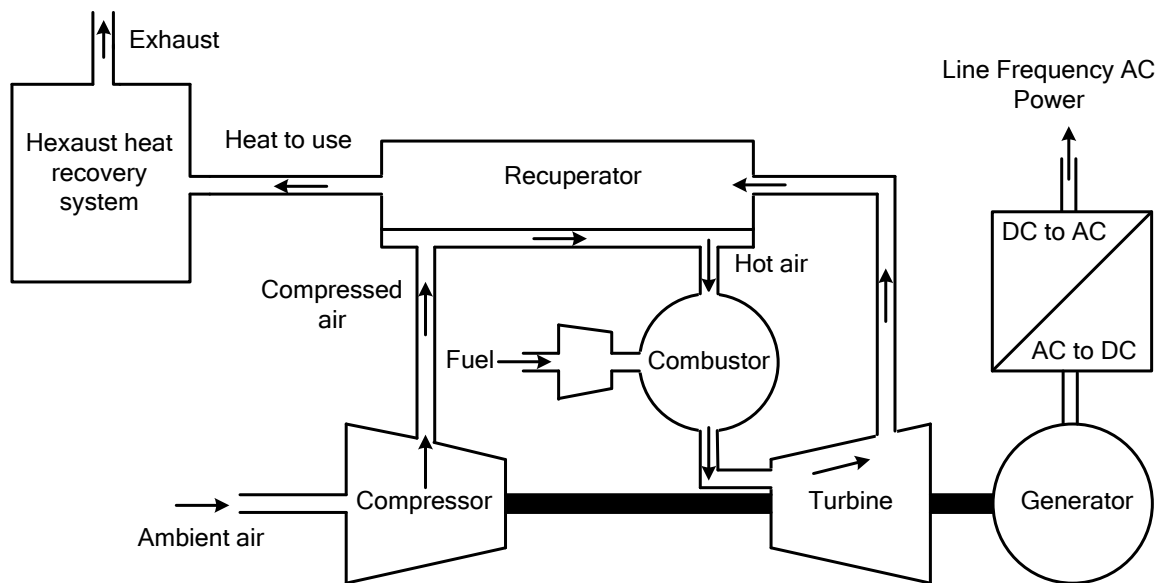 Exhaust
Line Frequency AC
Power
Hexaust heat
recovery
system
Heat to use
Recuperator
DC to AC
AC to DC
Hot air
Compressed
air
Fuel
Combustor
Compressor
Turbine
Generator
Ambient air